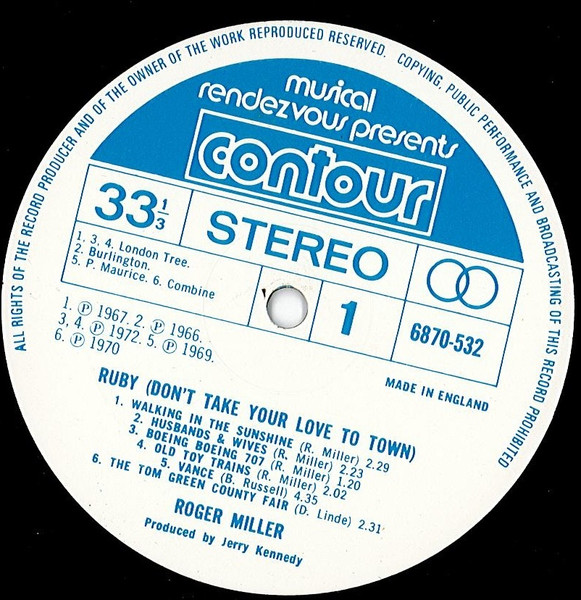 ALL RIGHTS OF THE RECORD PRODUCER AND OF THE OWNER OF THE WORK REPRODUCED RESERVED. COPYING, PUBLIC PERFORMANCE AND BROADCASTING OF THIS RECORD PROHIBITED
musical
rendezvous presents
contour
33 1/3
STEREO
1. 3. 4. London Tree.
2. Burlington.
5. P. Maurice. 6. Combine
1
6870-532
1. ℗ 1967. 2. ℗ 1966.
3, 4. ℗ 1972. 5. ℗ 1969.
6. ℗ 1970
MADE IN ENGLAND
RUBY (DON'T TAKE YOUR LOVE TO TOWN)
1. WALKING IN THE SUNSHINE (R. Miller) 2.29
2. HUSBANDS & WIVES (R. Miller) 2.23
3. BOEING BOEING 707 (R. Miller) 1.20
4. OLD TOY TRAINS (R. Miller) 2.02
5. VANCE (B. Russell) 4.35
6. THE TOM GREEN COUNTY FAIR (D. Linde) 2.31
ROGER MILLER
Produced by Jerry Kennedy